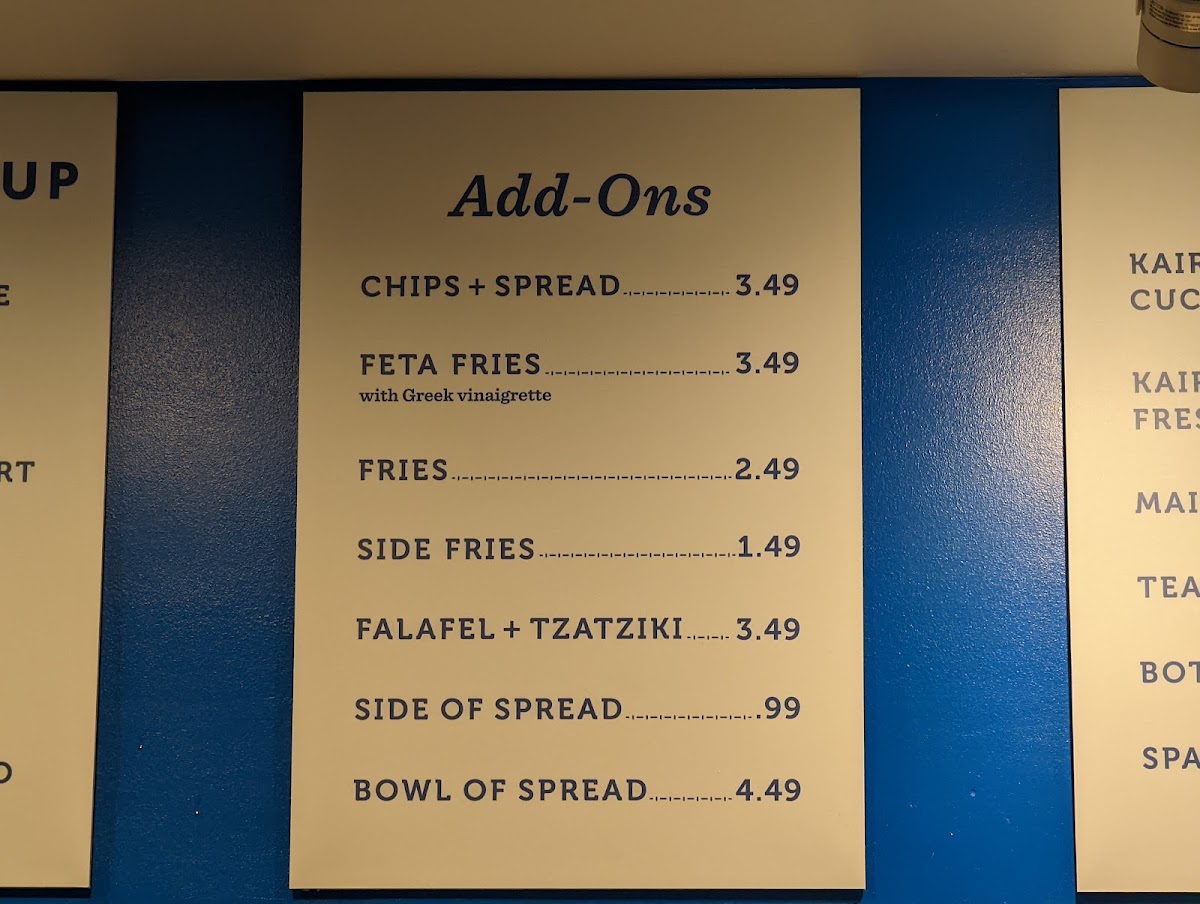 UP
E
RT
Add-Ons
CHIPS + SPREAD 3.49
FETA FRIES 3.49
with Greek vinaigrette
FRIES 2.49
SIDE FRIES 1.49
FALAFEL + TZATZIKI 3.49
SIDE OF SPREAD .99
BOWL OF SPREAD 4.49
KAIR
CUC
KAIR
FRES
MAI
TEA
BOT
SPA